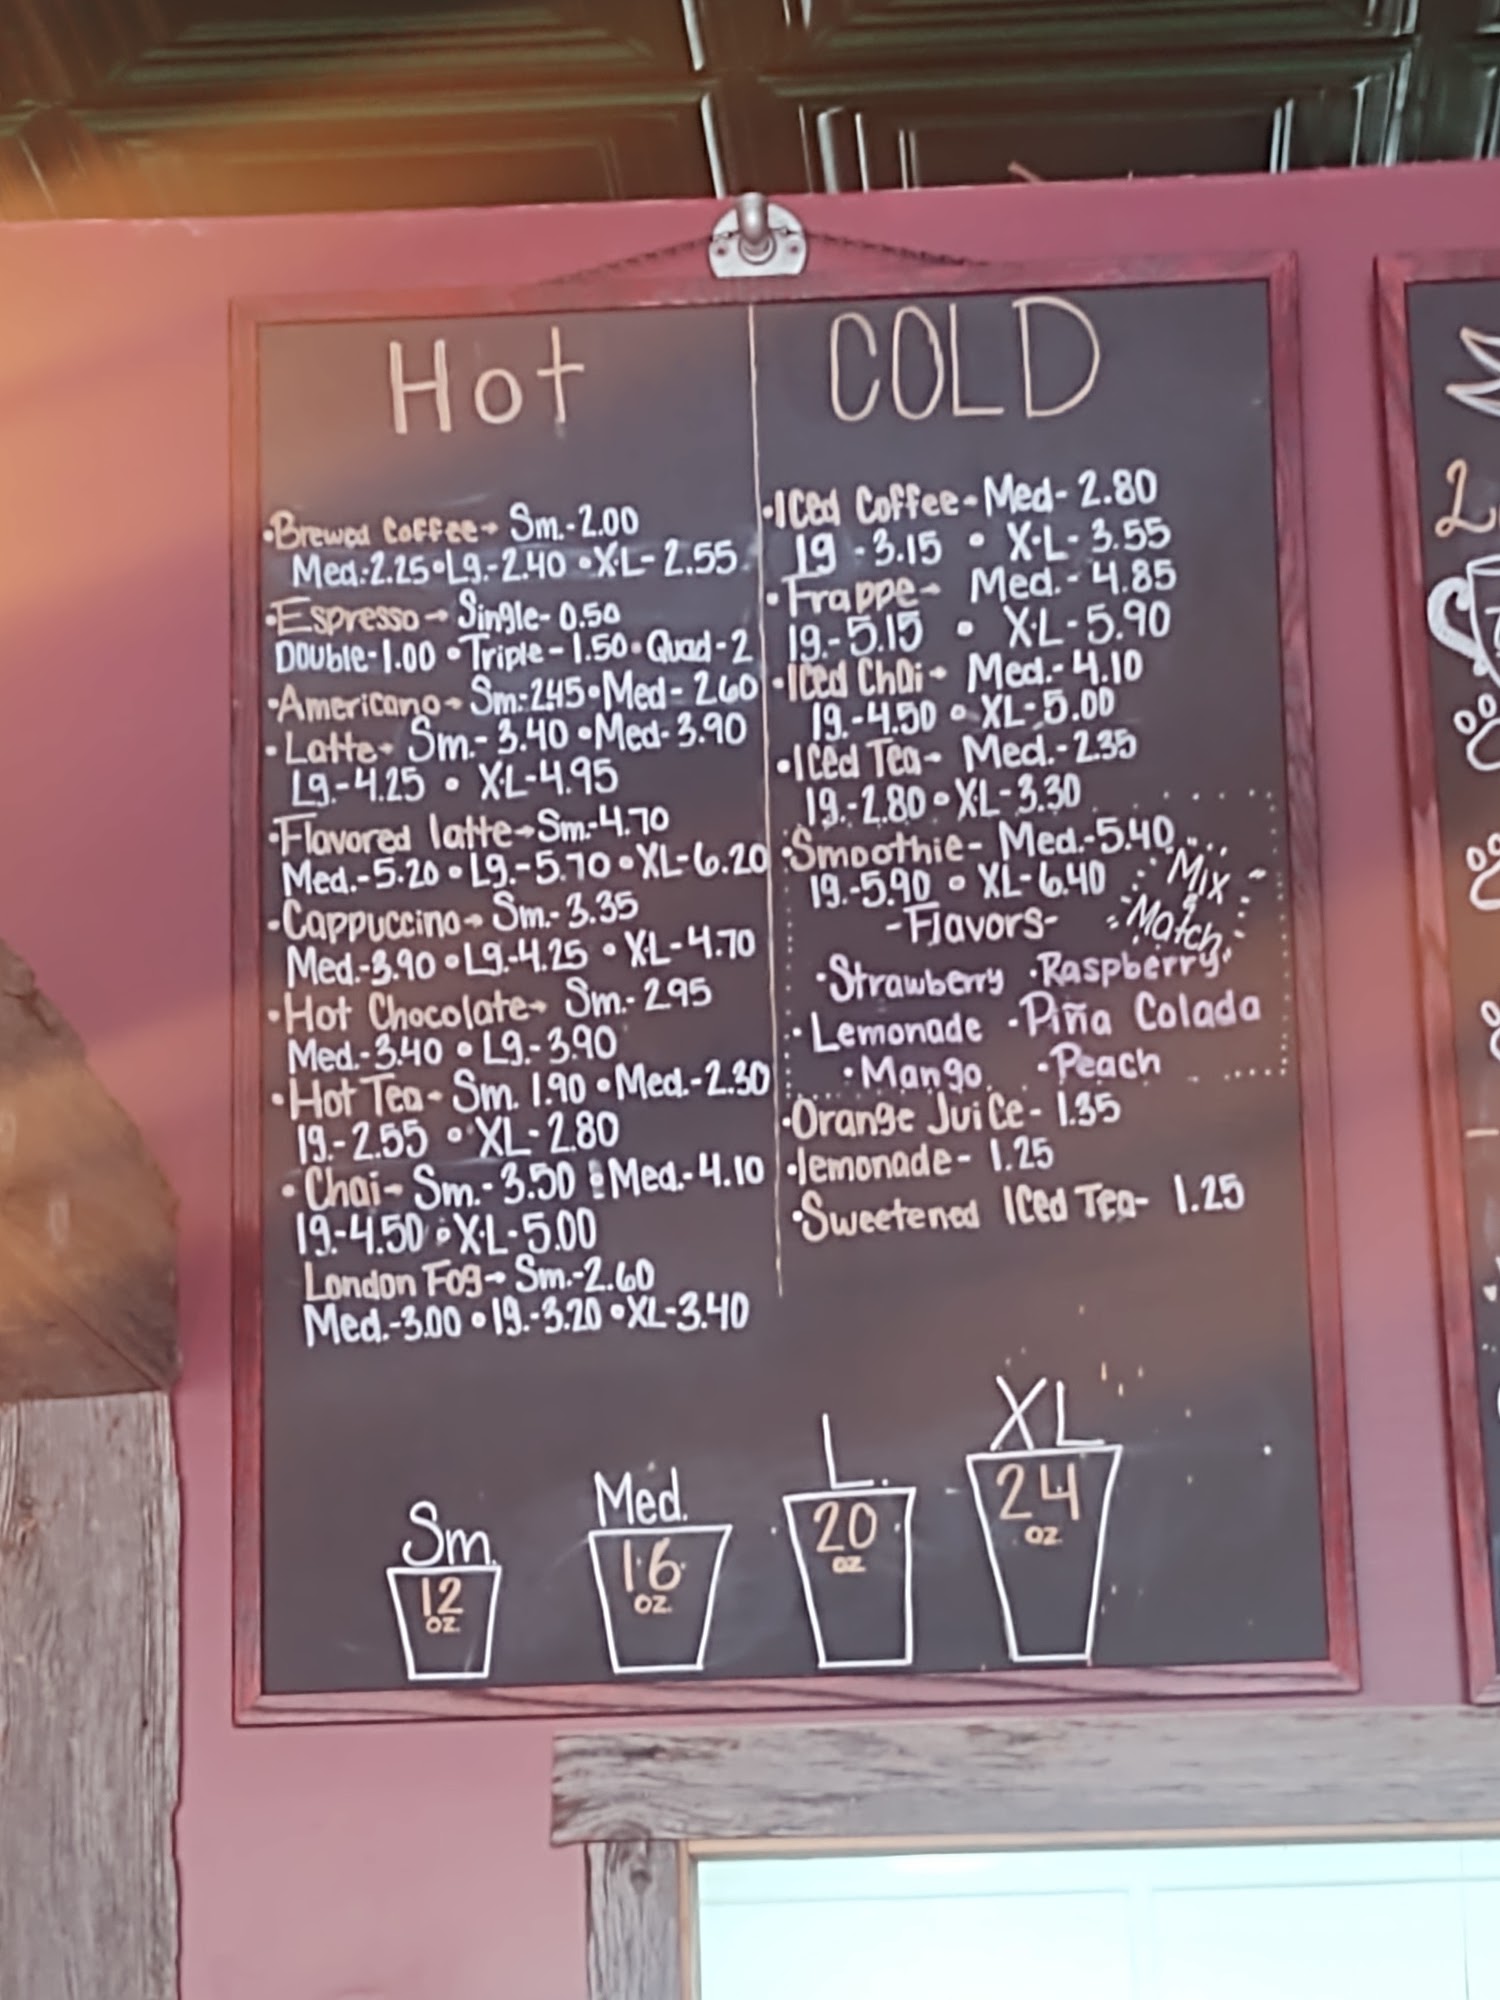 Hot
•Brewed Coffee→ Sm.-2.00
Med.-2.25•Lg.-2.40 •X.L-2.55
•Espresso→ Single-0.50
Double-1.00 •Triple-1.50•Quad-2
•Americano→ Sm.-2.45•Med-2.60
•Latte→ Sm.-3.40•Med-3.90
Lg.-4.25 • X.L-4.95
•Flavored latte→Sm.-4.70
Med.-5.20•Lg.-5.70•XL-6.20
•Cappuccino→ Sm.-3.35
Med.-3.90•Lg.-4.25 •X.L-4.70
•Hot Chocolate→ Sm.-2.95
Med.-3.40 •Lg.-3.90
•Hot Tea- Sm. 1.90 •Med.-2.30
lg.-2.55 • XL-2.80
•Chai- Sm.-3.50 •Med.-4.10
lg.-4.50 • X.L-5.00
London Fog→ Sm.-2.60
Med.-3.00 •lg.-3.20 •XL-3.40
COLD
•Iced Coffee-Med-2.80
lg -3.15 • X.L-3.55
•Frappe- Med.-4.85
lg.-5.15 • X.L-5.90
•Iced Chai- Med.-4.10
lg.-4.50 • XL-5.00
•Iced Tea- Med.-2.35
lg.-2.80 •X.L-3.30
•Smoothie- Med.-5.40
lg.-5.90 • XL-6.40
Mix
&
Match
-Flavors-
•Strawberry •Raspberry
•Lemonade •Piña Colada
•Mango •Peach
•Orange Juice-1.35
•lemonade-1.25
•Sweetened Iced Tea-1.25
Sm. Med. L. XL
12 oz. 16 oz. 20 oz 24 oz